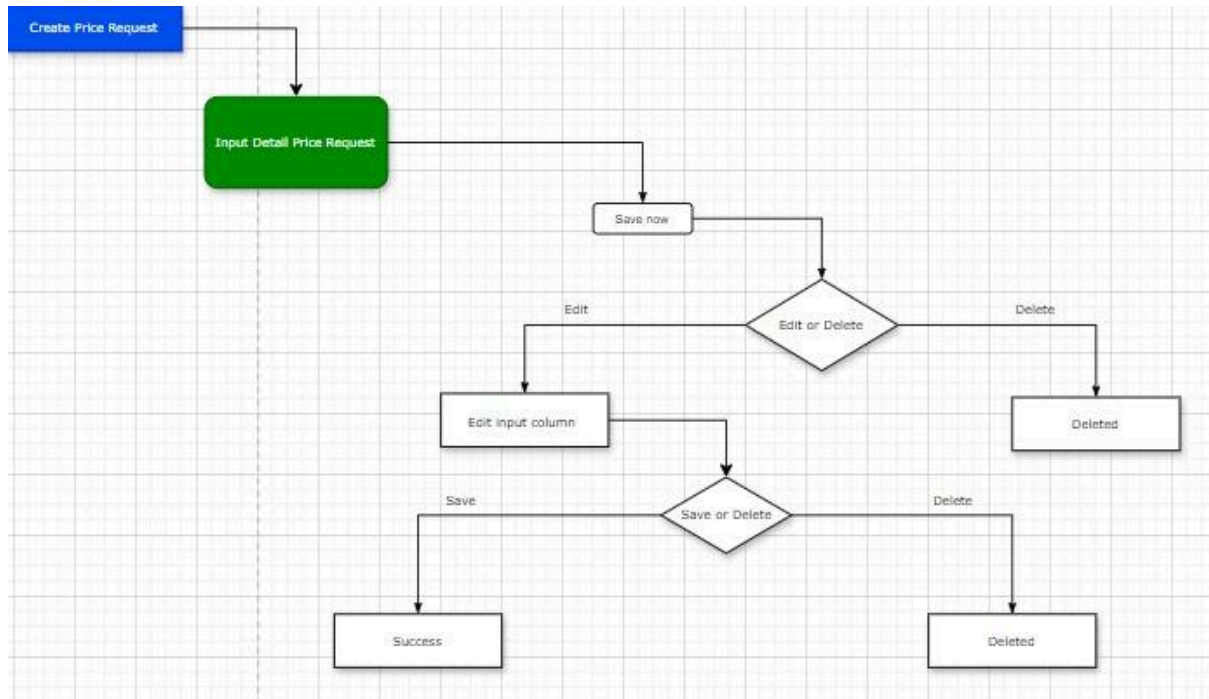 Create Price Request
Input Detail Price Request
Save now
Edit
Edit or Delete
Delete
Edit input column
Deleted
Save
Save or Delete
Delete
Success
Deleted